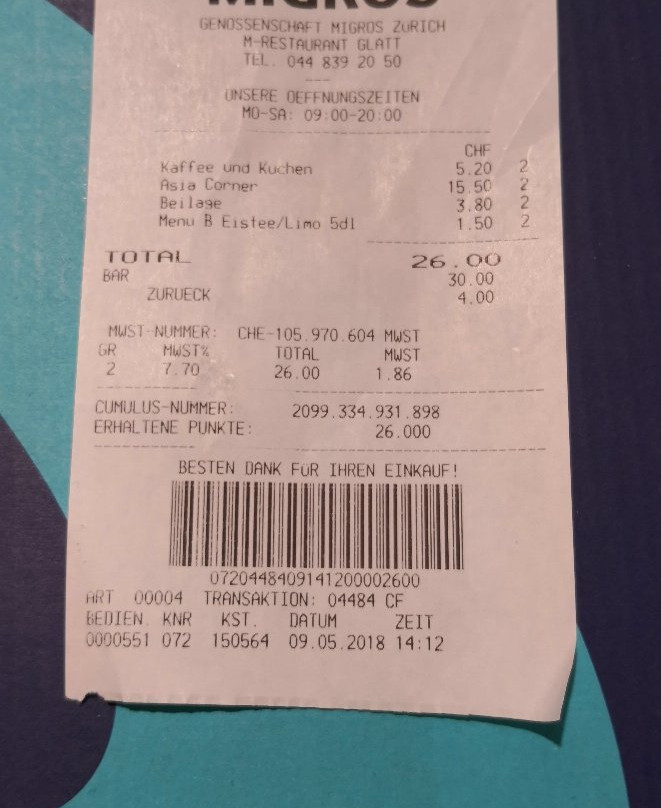 MIGROS
GENOSSENSCHAFT MIGROS ZüRICH
M-RESTAURANT GLATT
TEL. 044 839 20 50
UNSERE OEFFNUNGSZEITEN
MO-SA: 09:00-20:00
CHF
Kaffee und Kuchen 5.20 2
Asia Corner 15.50 2
Beilage 3.80 2
Menu B Eistee/Limo 5dl 1.50 2
TOTAL 26.00
BAR 30.00
ZURUECK 4.00
MWST-NUMMER: CHE-105.970.604 MWST
GR MWST% TOTAL MWST
2 7.70 26.00 1.86
CUMULUS-NUMMER: 2099.334.931.898
ERHALTENE PUNKTE: 26.000
BESTEN DANK FüR IHREN EINKAUF!
0720448409141200002600
ART 00004 TRANSAKTION: 04484 CF
BEDIEN. KNR KST. DATUM ZEIT
0000551 072 150564 09.05.2018 14:12